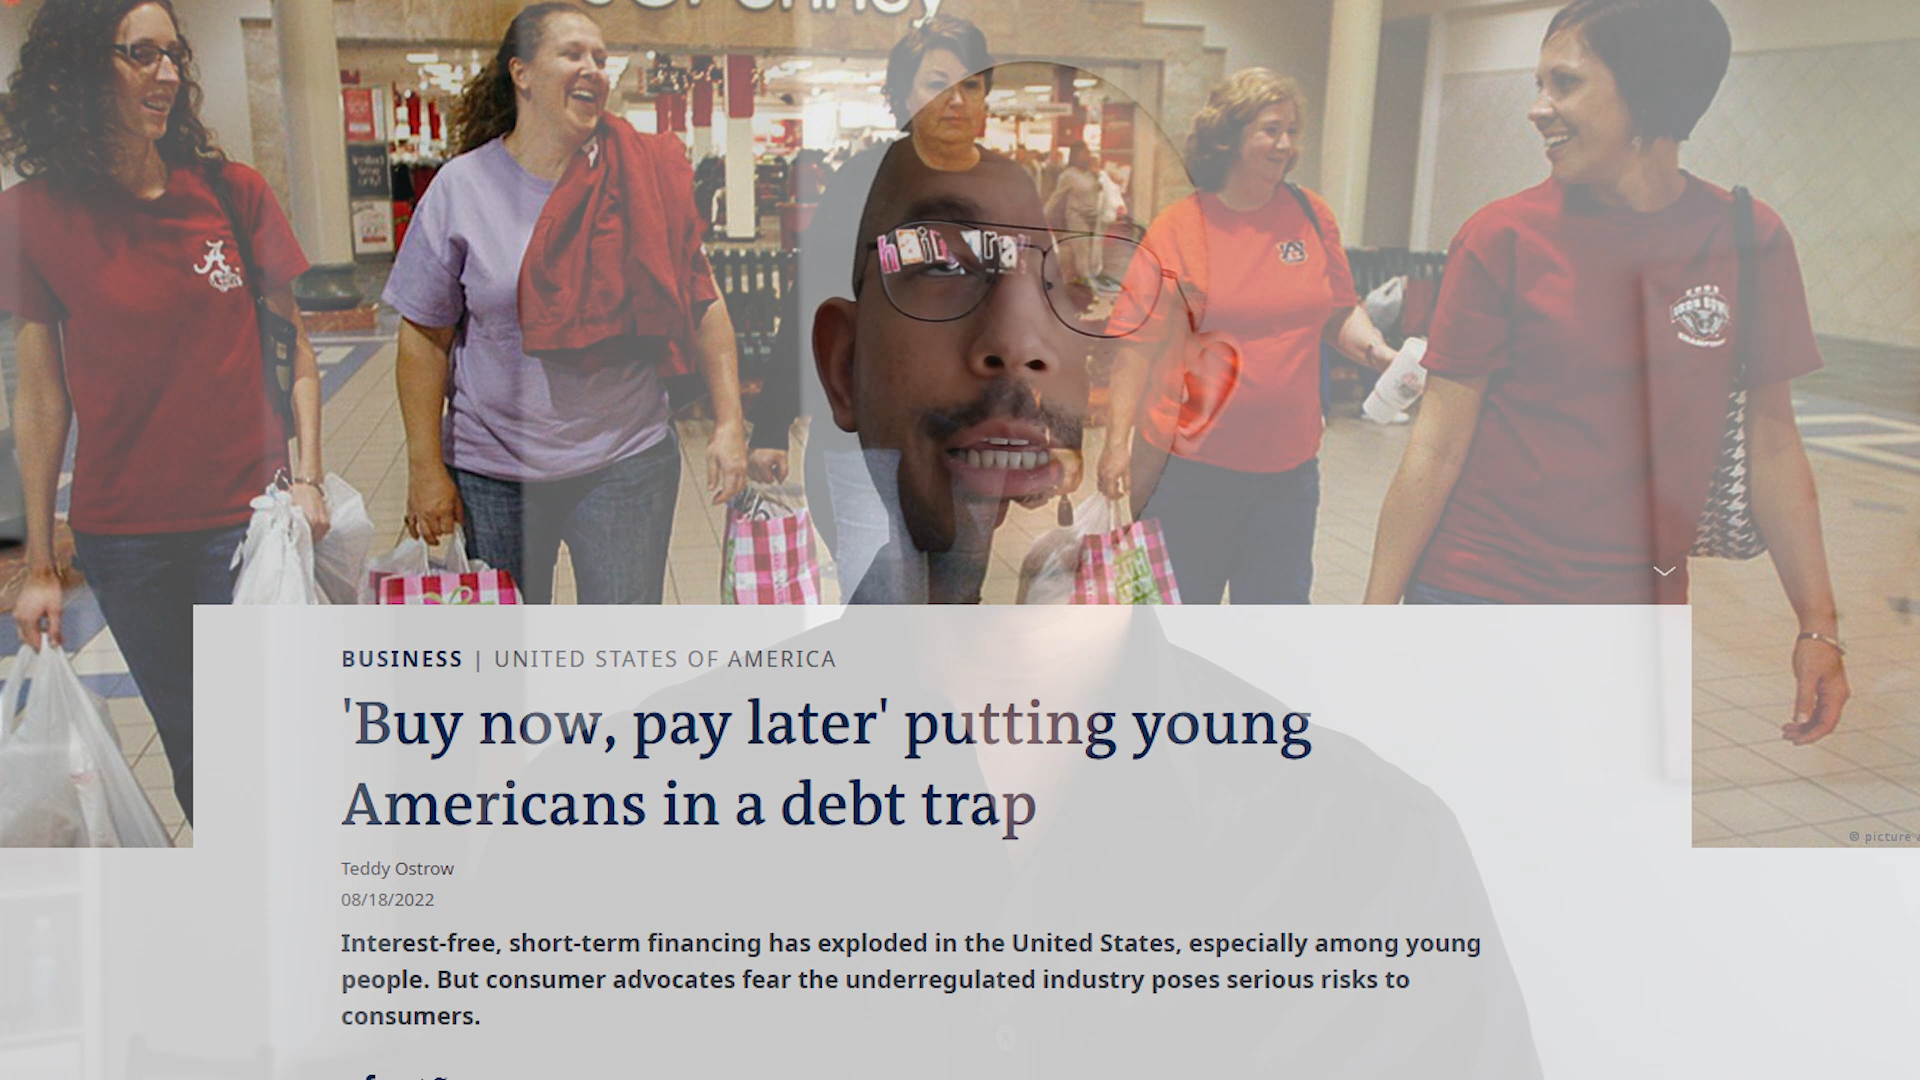 BUSINESS | UNITED STATES OF AMERICA
'Buy now, pay later' putting young
Americans in a debt trap
Teddy Ostrow
08/18/2022
Interest-free, short-term financing has exploded in the United States, especially among young
people. But consumer advocates fear the underregulated industry poses serious risks to
consumers.
© picture